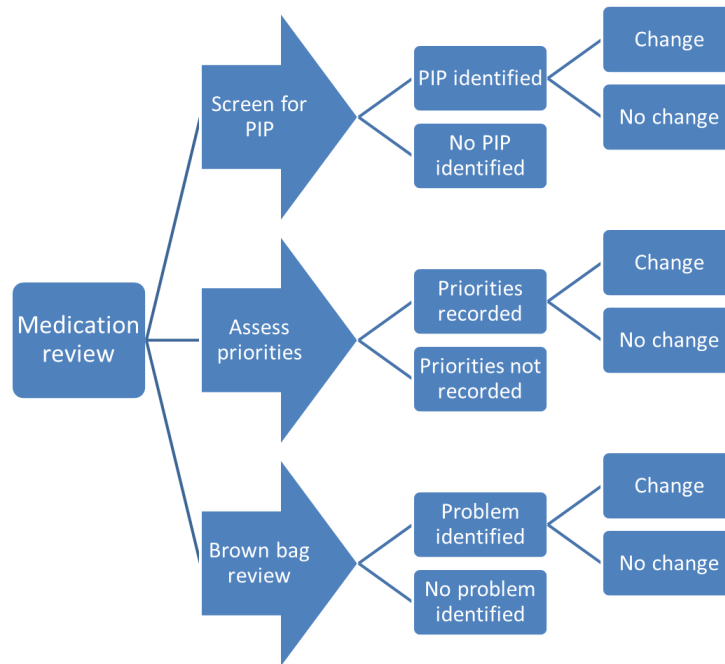 Medication
review
Screen for
PIP
PIP identified
Change
No change
No PIP
identified
Assess
priorities
Priorities
recorded
Change
No change
Priorities not
recorded
Brown bag
review
Problem
identified
Change
No change
No problem
identified